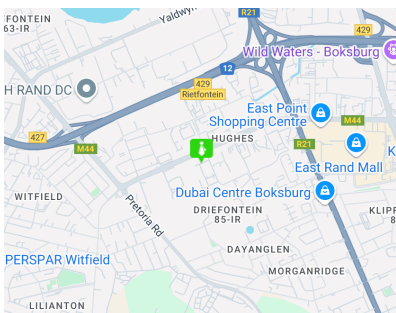 FONTEIN
63-IR
Yaldwyn
R21
429
Wild Waters - Boksburg
12
429
Rietfontein
H RAND DC
East Point
Shopping Centre
M44
427
M44
HUGHES
R21
K
East Rand Mall
WITFIELD
Dubai Centre Boksburg
Pretoria Rd
DRIEFONTEIN
85-IR
KLIPP
8
DAYANGLEN
PERSPAR Witfield
MORGANRIDGE
LILIANTON